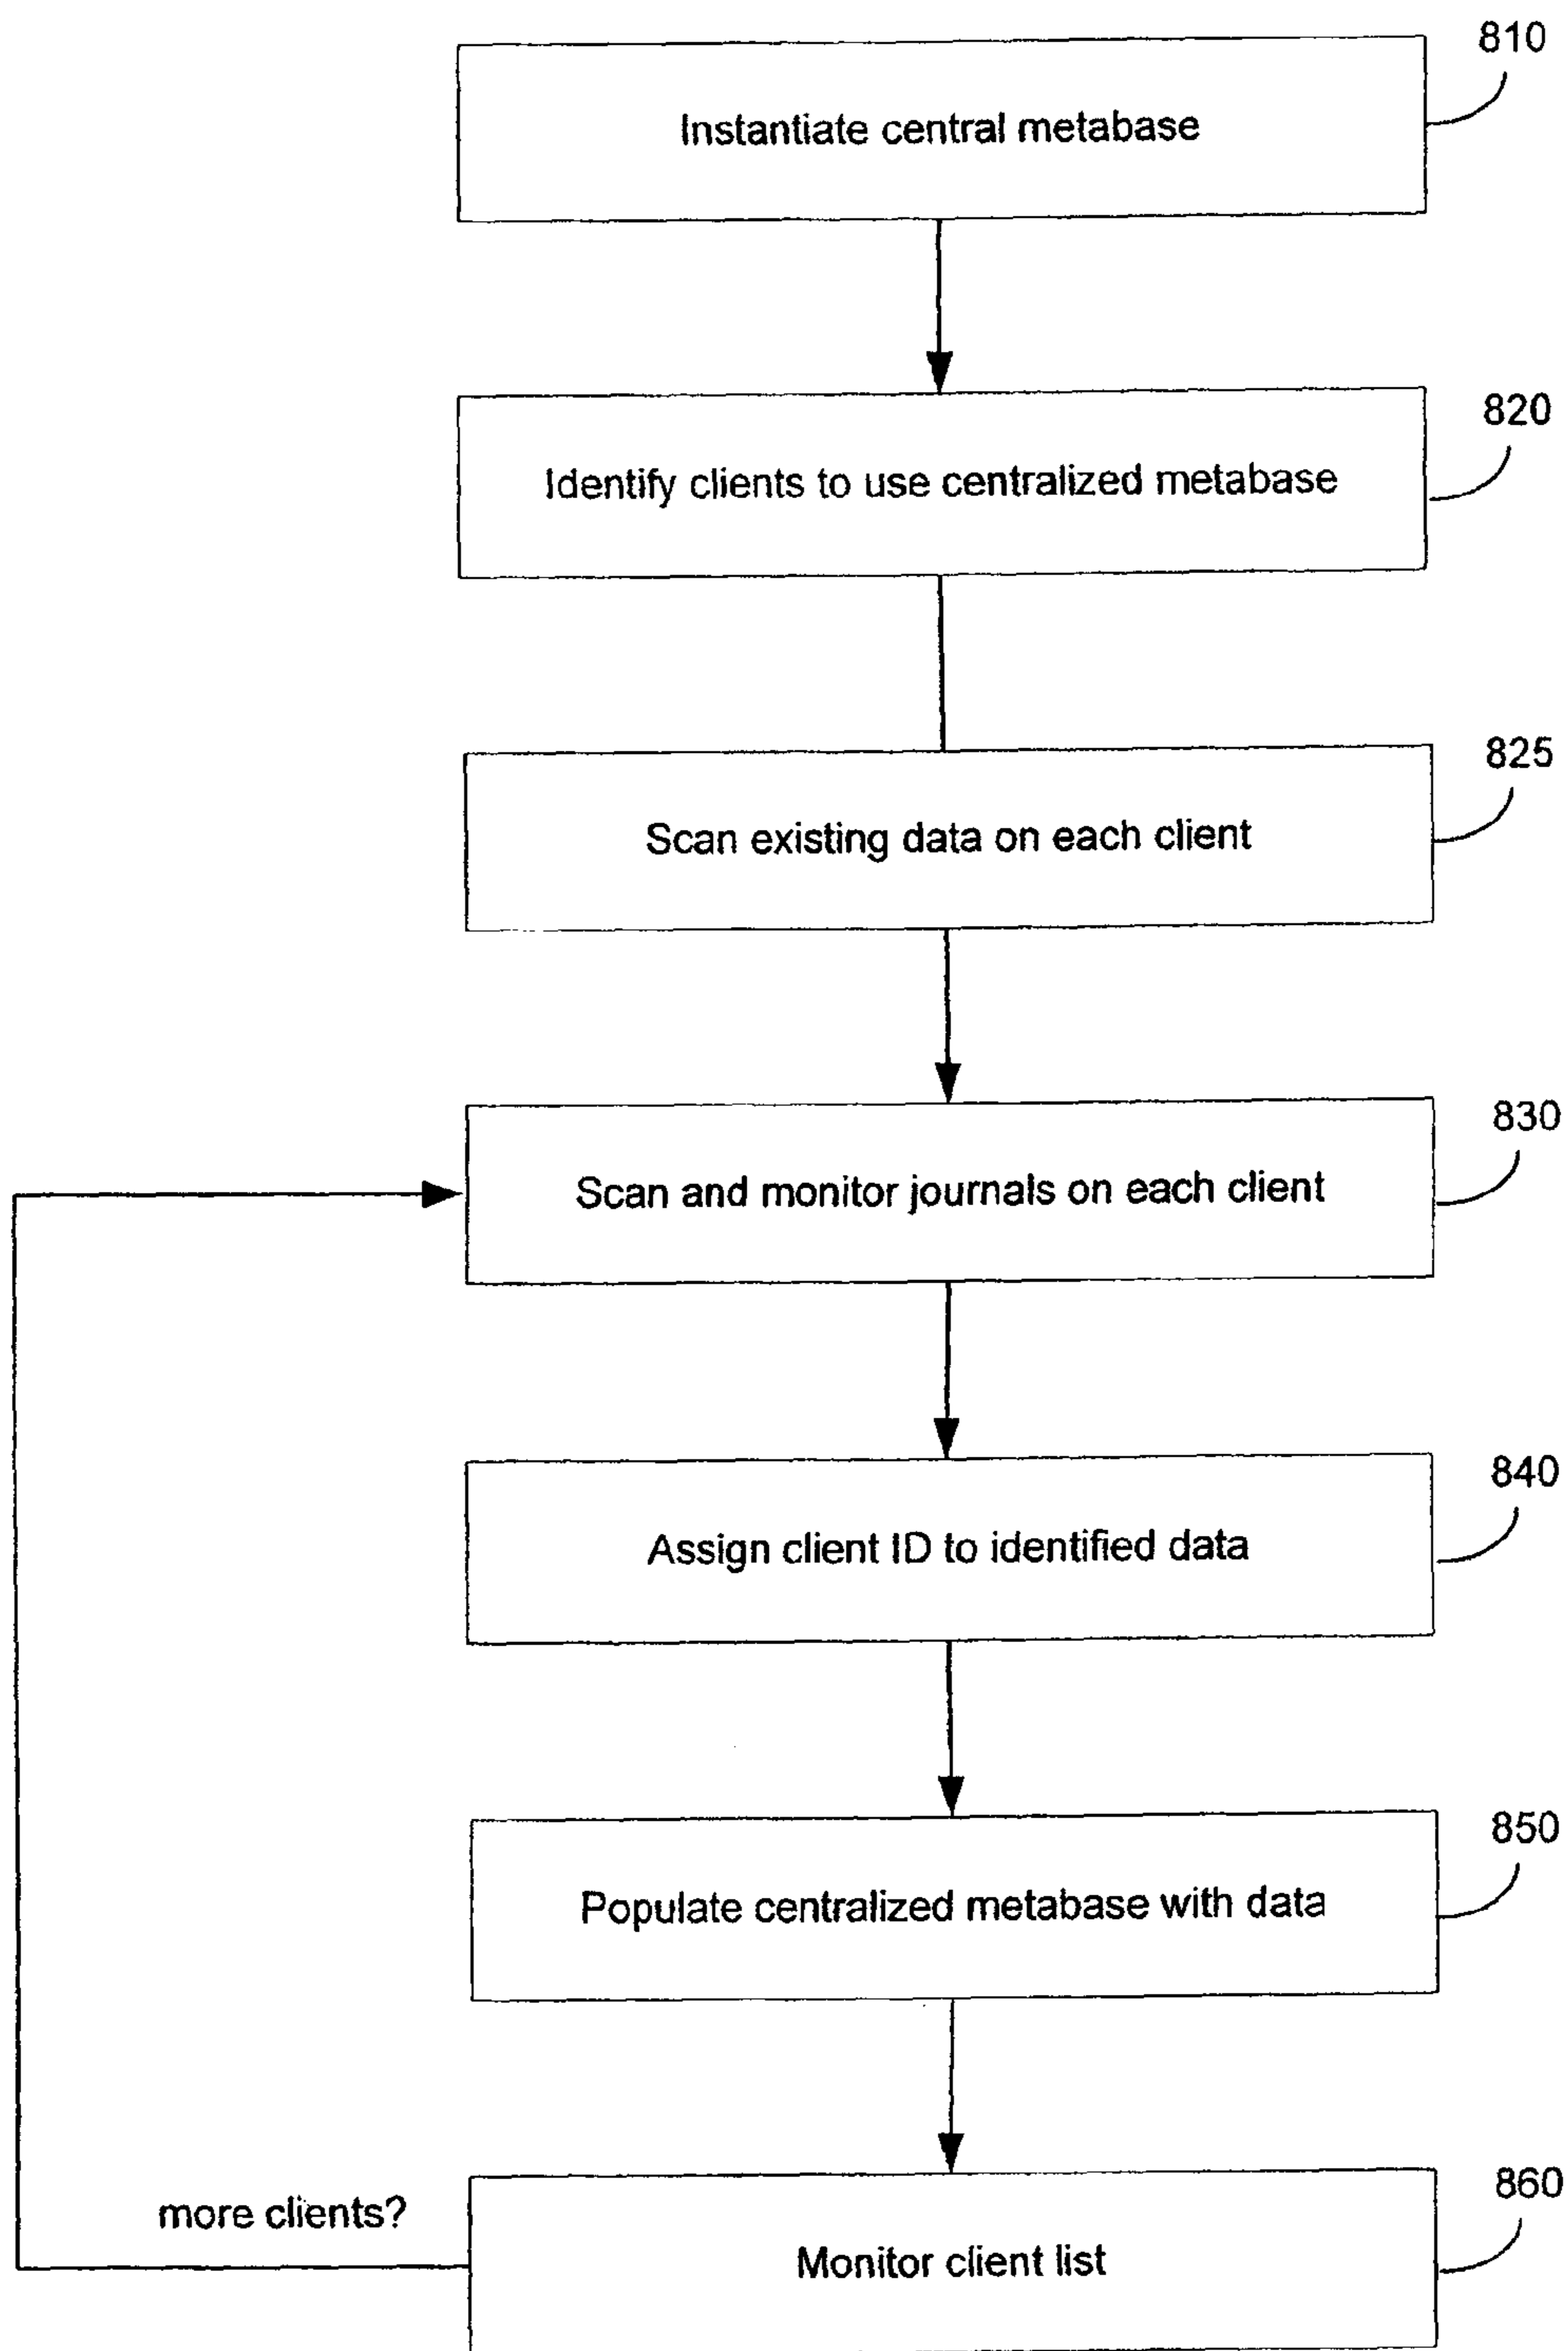 810
Instantiate central metabase
820
Identify clients to use centralized metabase
825
Scan existing data on each client
830
Scan and monitor journals on each client
840
Assign client ID to identified data
850
Populate centralized metabase with data
860
more clients?
Monitor client list